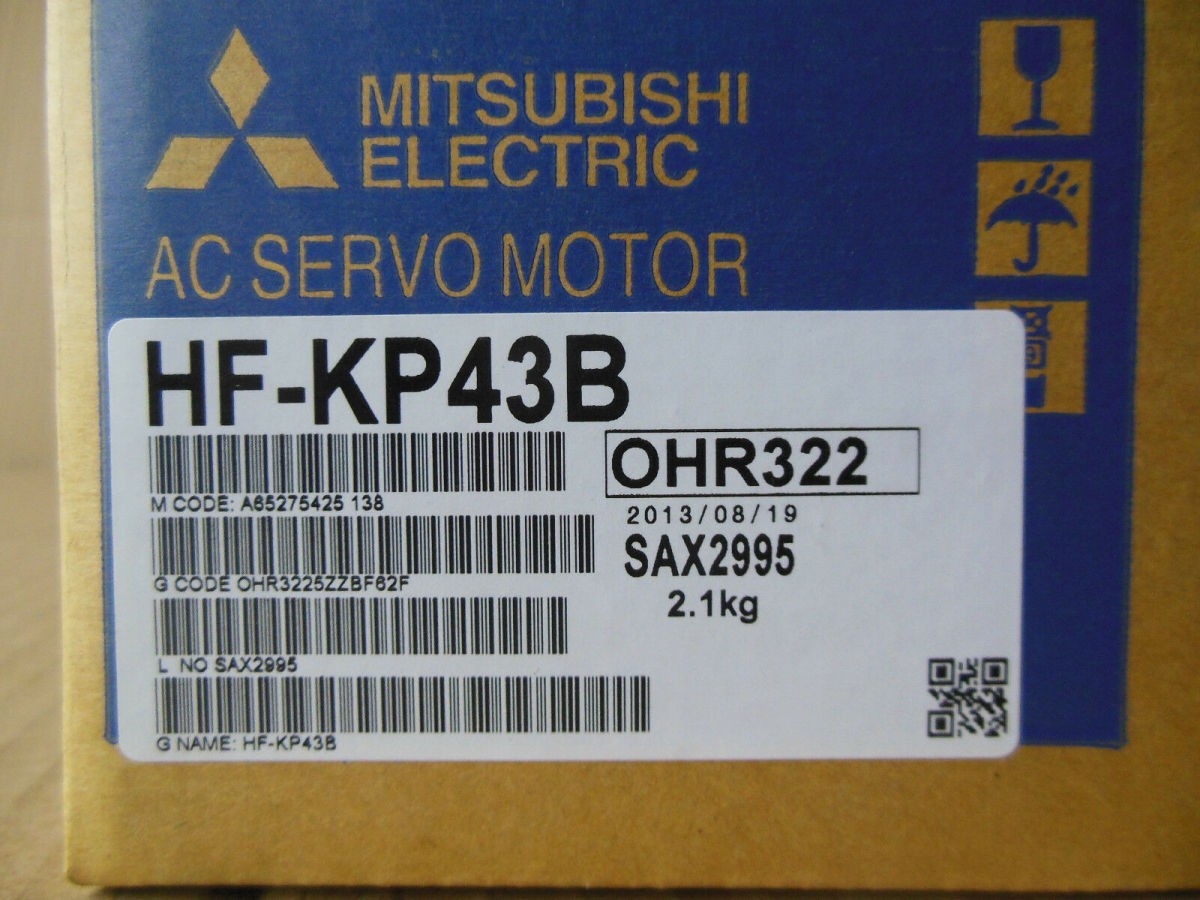 MITSUBISHI
ELECTRIC
AC SERVO MOTOR
HF-KP43B
OHR322
M CODE: A65275425 138
2013/08/19
SAX2995
G CODE OHR3225ZZBF62F
2.1kg
L NO SAX2995
G NAME: HF-KP43B